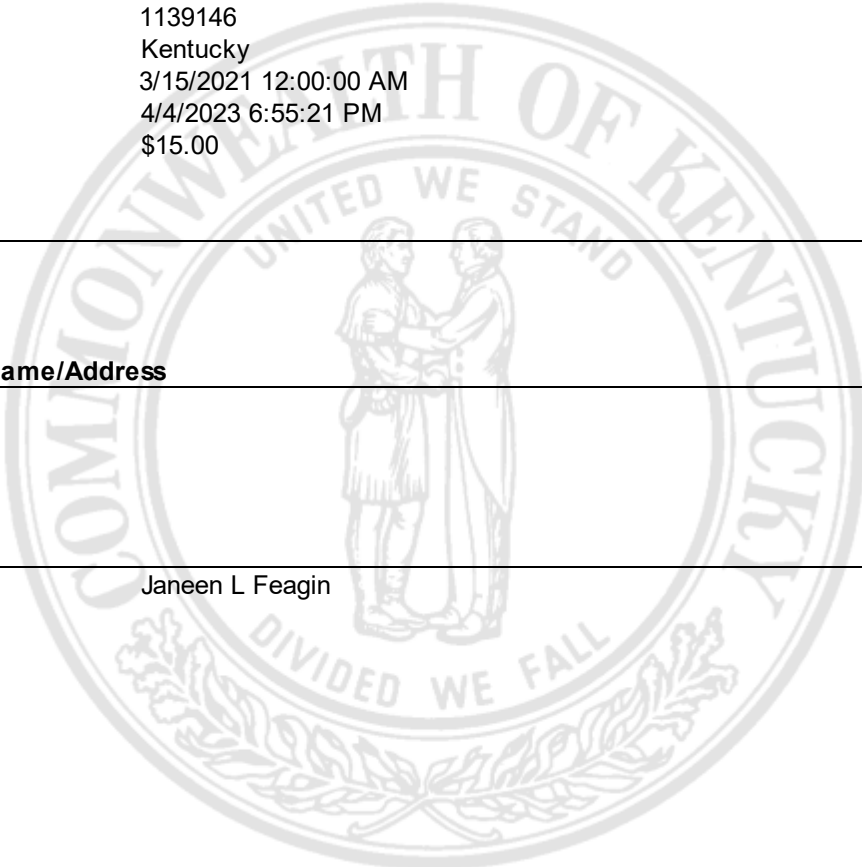 1139146
Kentucky
3/15/2021 12:00:00 AM
4/4/2023 6:55:21 PM
$15.00
COMMONWEALTH OF KENTUCKY
UNITED WE STAND
ame/Address
Janeen L Feagin
DIVIDED WE FALL